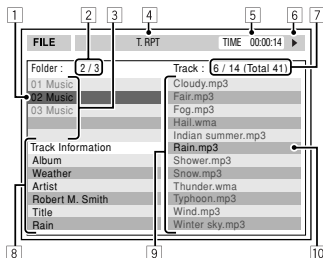 1 2 3 4 5 6 7
FILE T. RPT TIME 00:00:14
Folder : 2 / 3 Track : 6 / 14 (Total 41)
01 Music
02 Music
03 Music
Track Information
Album
Weather
Artist
Robert M. Smith
Title
Rain
Cloudy.mp3
Fair.mp3
Fog.mp3
Hail.wma
Indian summer.mp3
Rain.mp3
Shower.mp3
Snow.mp3
Thunder.wma
Typhoon.mp3
Wind.mp3
Winter sky.mp3
8 9 10